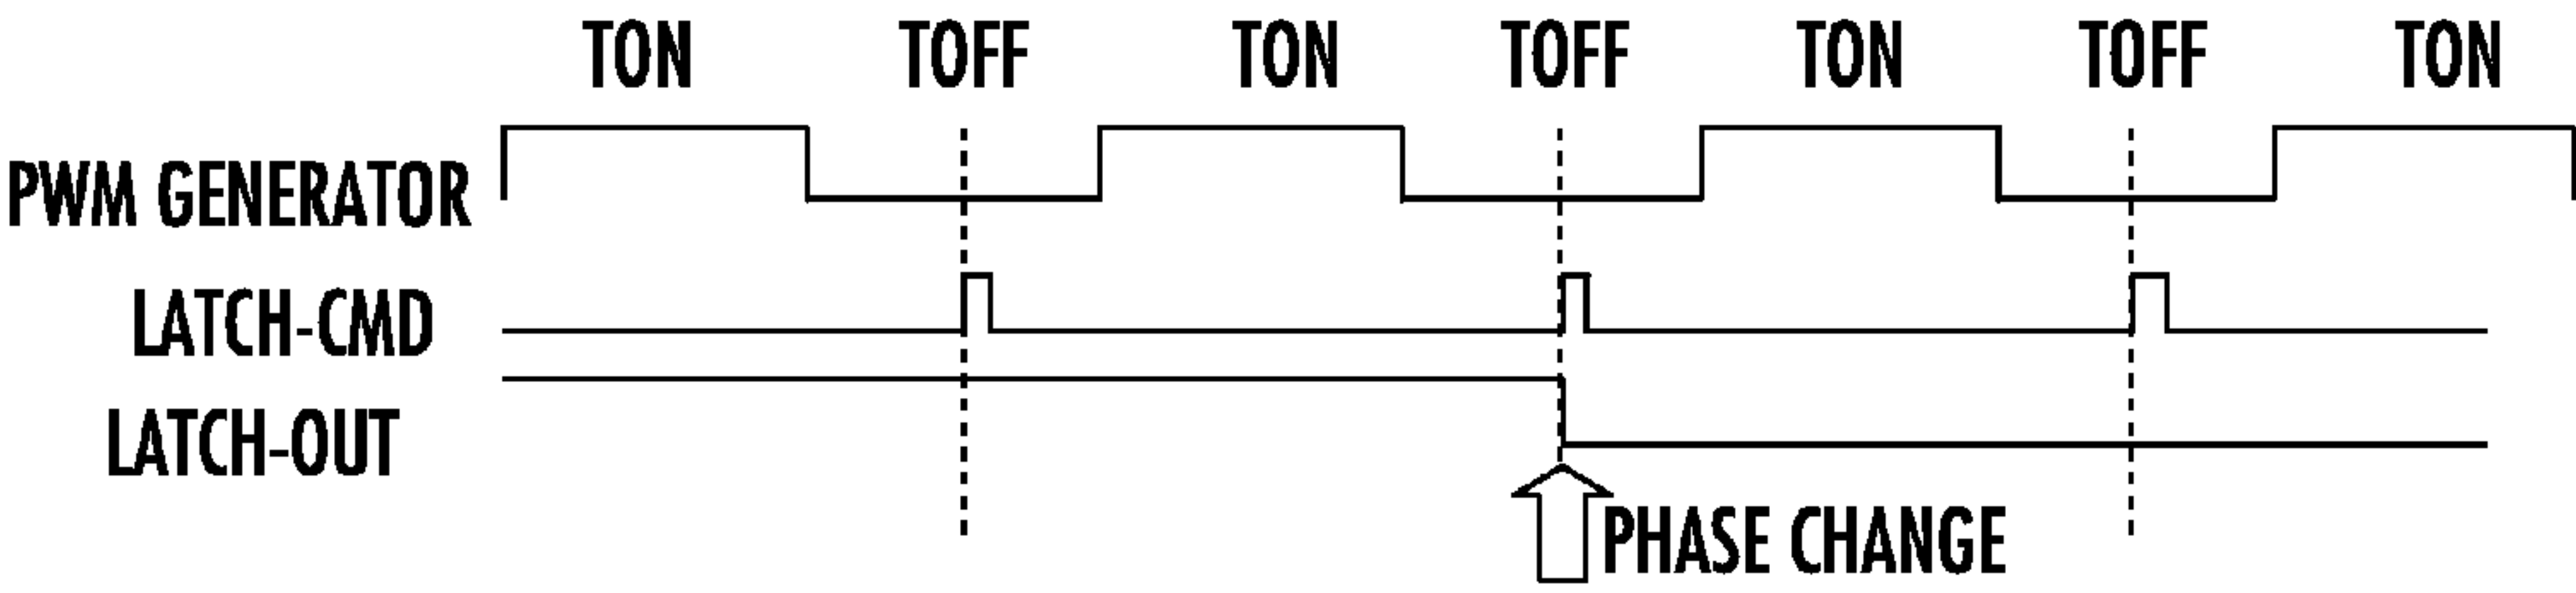 TON TOFF TON TOFF TON TOFF TON
PWM GENERATOR
LATCH-CMD
LATCH-OUT
PHASE CHANGE